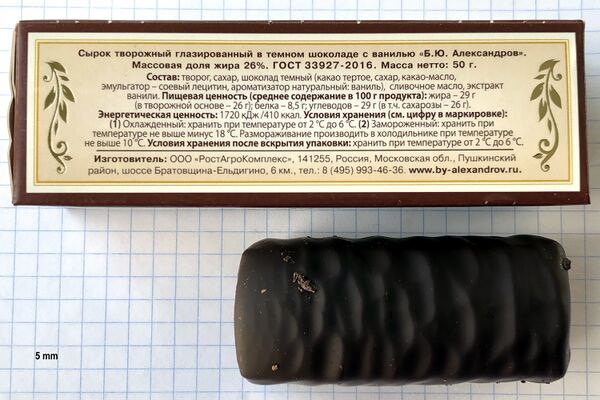 Сырок творожный глазированный в темном шоколаде с ванилью «Б.Ю. Александров».
Массовая доля жира 26%. ГОСТ 33927-2016. Масса нетто: 50 г.
Состав: творог, сахар, шоколад темный (какао тертое, сахар, какао-масло,
эмульгатор – соевый лецитин, ароматизатор натуральный: ваниль), сливочное масло, экстракт
ванили. Пищевая ценность (среднее содержание в 100 г продукта): жира – 29 г
(в творожной основе – 26 г); белка – 8,5 г; углеводов – 29 г (в т.ч. сахарозы – 26 г).
Энергетическая ценность: 1720 кДж /410 ккал. Условия хранения (см. цифру в маркировке):
(1) Охлажденный: хранить при температуре от 2 °С до 6 °С. (2) Замороженный: хранить при
температуре не выше минус 18 °С. Размораживание производить в холодильнике при температуре
не выше 10 °С. Условия хранения после вскрытия упаковки: хранить при температуре от 2 °С до 6 °С.
Изготовитель: ООО «РостАгроКомплекс», 141255, Россия, Московская обл., Пушкинский
район, шоссе Братовщина-Ельдигино, 6 км., тел.: 8 (495) 993-46-36. www.by-alexandrov.ru.
5 mm